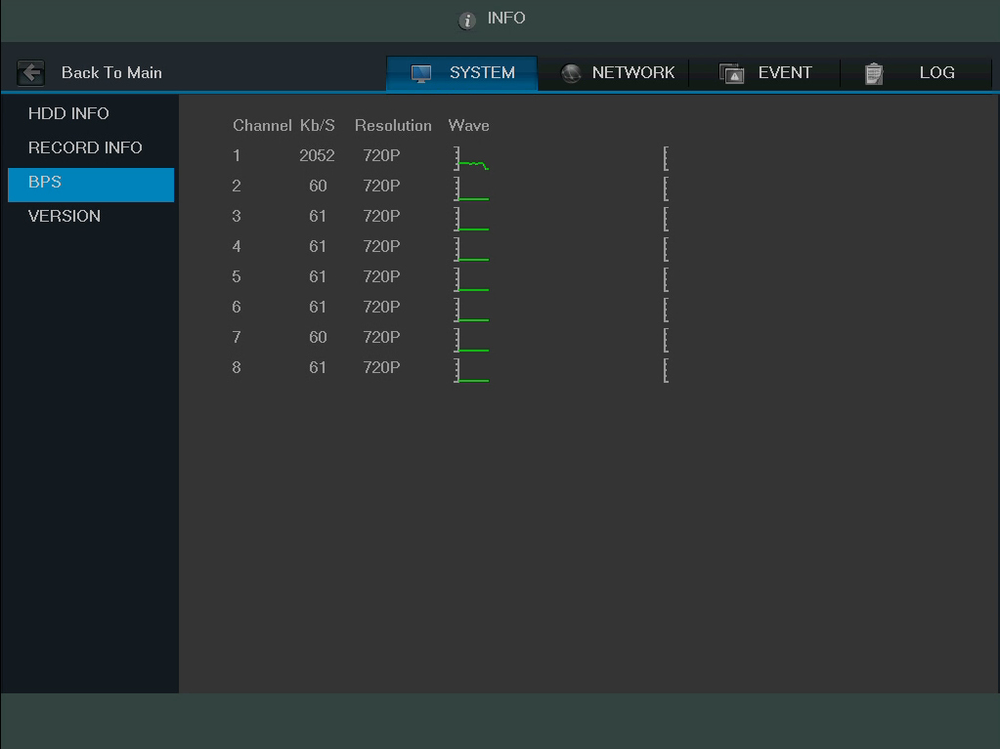 INFO
Back To Main SYSTEM NETWORK EVENT LOG
HDD INFO
RECORD INFO
BPS
VERSION
Channel Kb/S Resolution Wave
1 2052 720P
2 60 720P
3 61 720P
4 61 720P
5 61 720P
6 61 720P
7 60 720P
8 61 720P